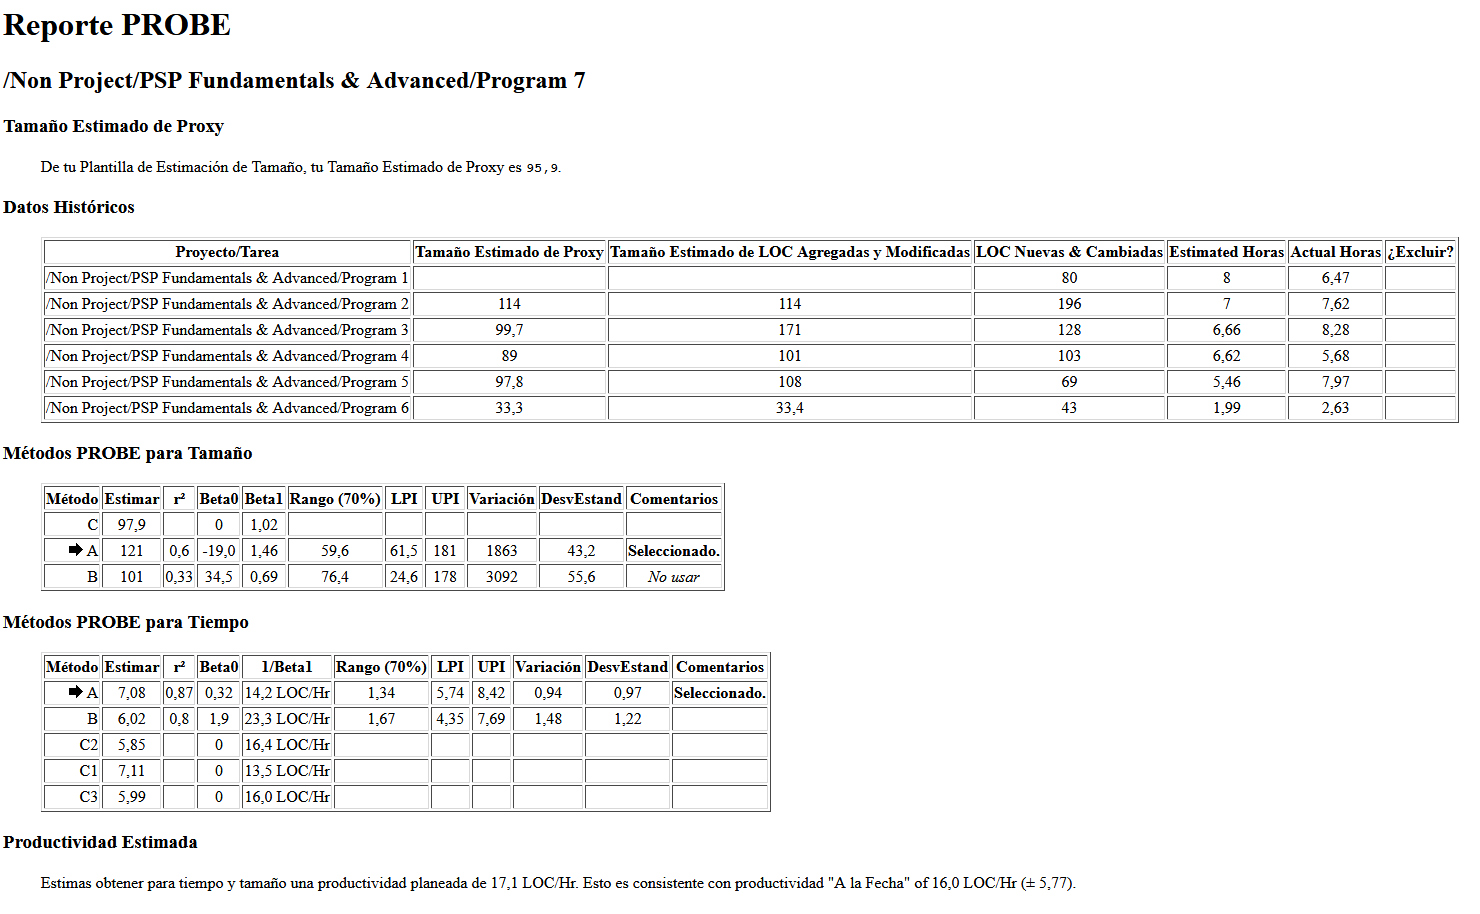 Reporte PROBE
/Non Project/PSP Fundamentals & Advanced/Program 7
Tamaño Estimado de Proxy
De tu Plantilla de Estimación de Tamaño, tu Tamaño Estimado de Proxy es 95,9.
Datos Históricos
Proyecto/Tarea Tamaño Estimado de Proxy Tamaño Estimado de LOC Agregadas y Modificadas LOC Nuevas & Cambiadas Estimated Horas Actual Horas ¿Excluir?
/Non Project/PSP Fundamentals & Advanced/Program 1 80 8 6,47
/Non Project/PSP Fundamentals & Advanced/Program 2 114 114 196 7 7,62
/Non Project/PSP Fundamentals & Advanced/Program 3 99,7 171 128 6,66 8,28
/Non Project/PSP Fundamentals & Advanced/Program 4 89 101 103 6,62 5,68
/Non Project/PSP Fundamentals & Advanced/Program 5 97,8 108 69 5,46 7,97
/Non Project/PSP Fundamentals & Advanced/Program 6 33,3 33,4 43 1,99 2,63
Métodos PROBE para Tamaño
Método Estimar r² Beta0 Beta1 Rango (70%) LPI UPI Variación DesvEstand Comentarios
C 97,9 0 1,02
🡆 A 121 0,6 -19,0 1,46 59,6 61,5 181 1863 43,2 Seleccionado.
B 101 0,33 34,5 0,69 76,4 24,6 178 3092 55,6 No usar
Métodos PROBE para Tiempo
Método Estimar r² Beta0 1/Beta1 Rango (70%) LPI UPI Variación DesvEstand Comentarios
🡆 A 7,08 0,87 0,32 14,2 LOC/Hr 1,34 5,74 8,42 0,94 0,97 Seleccionado.
B 6,02 0,8 1,9 23,3 LOC/Hr 1,67 4,35 7,69 1,48 1,22
C2 5,85 0 16,4 LOC/Hr
C1 7,11 0 13,5 LOC/Hr
C3 5,99 0 16,0 LOC/Hr
Productividad Estimada
Estimas obtener para tiempo y tamaño una productividad planeada de 17,1 LOC/Hr. Esto es consistente con productividad "A la Fecha" of 16,0 LOC/Hr (± 5,77).